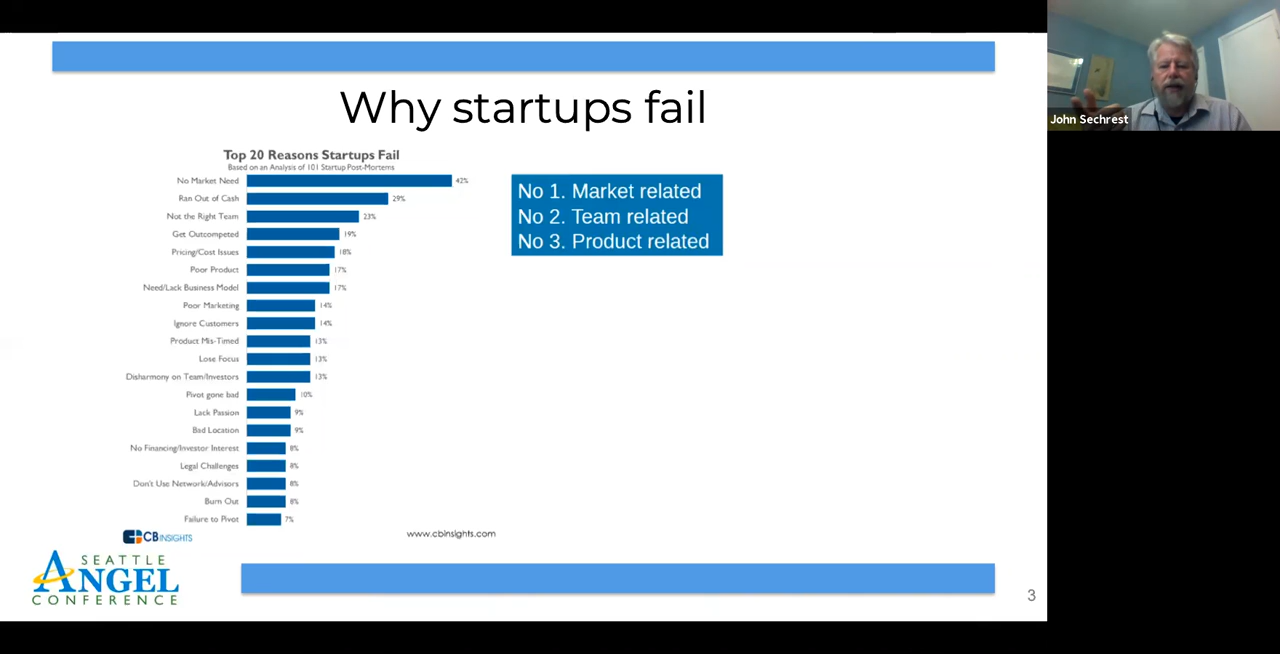 Why startups fail
Top 20 Reasons Startups Fail
Based on an Analysis of 101 Startup Post-Mortems
No Market Need 42%
Ran Out of Cash 29%
Not the Right Team 23%
Get Outcompeted 19%
Pricing/Cost Issues 18%
Poor Product 17%
Need/Lack Business Model 17%
Poor Marketing 14%
Ignore Customers 14%
Product Mis-Timed 13%
Lose Focus 13%
Disharmony on Team/Investors 13%
Pivot gone bad 10%
Lack Passion 9%
Bad Location 9%
No Financing/Investor Interest 8%
Legal Challenges 8%
Don't Use Network/Advisors 8%
Burn Out 8%
Failure to Pivot 7%
CBINSIGHTS
www.cbinsights.com
No 1. Market related
No 2. Team related
No 3. Product related
SEATTLE
ANGEL
CONFERENCE
3
John Sechrest